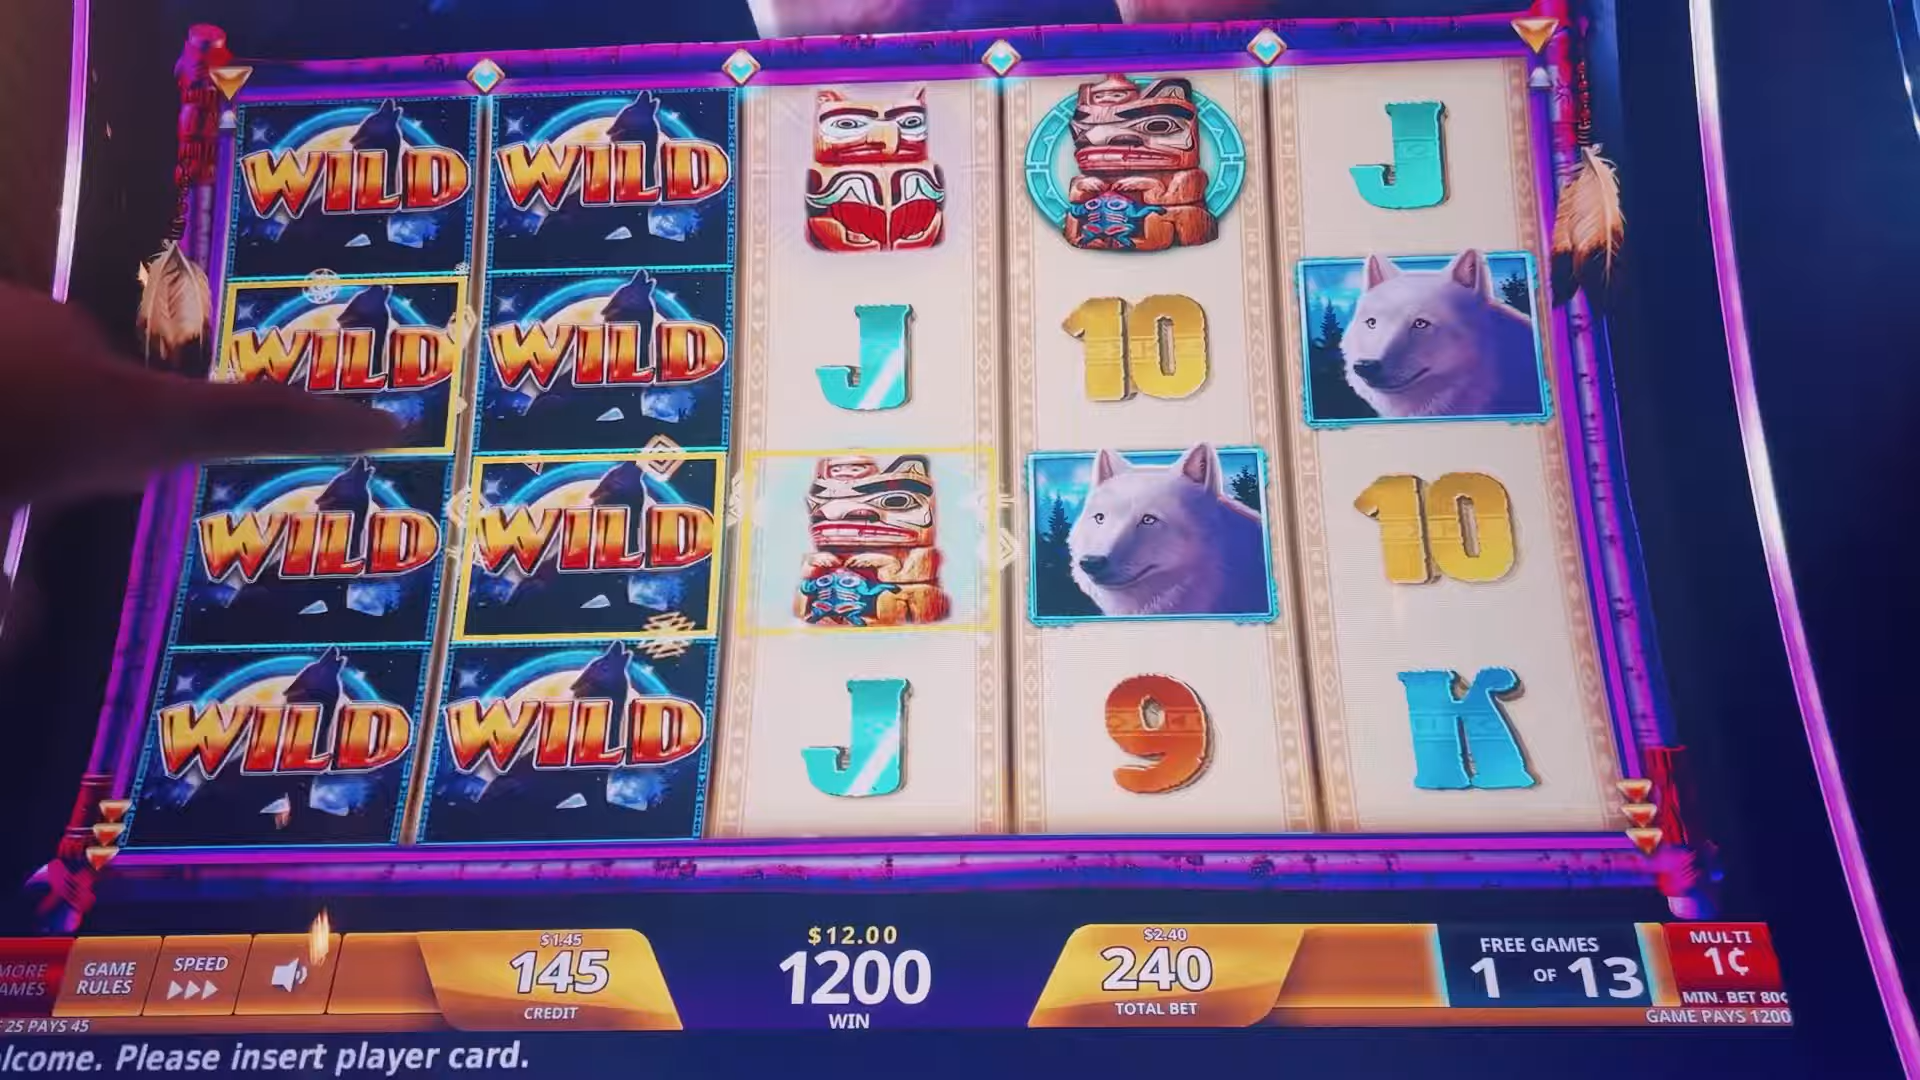 WILD WILD J
WILD WILD J 10
WILD WILD 10
WILD WILD J 9 K
MORE GAMES
GAME RULES
SPEED
$1.45
145
CREDIT
$12.00
1200
WIN
$2.40
240
TOTAL BET
FREE GAMES
1 OF 13
MULTI
1¢
MIN. BET 80¢
25 PAYS 45
GAME PAYS 1200
lcome. Please insert player card.